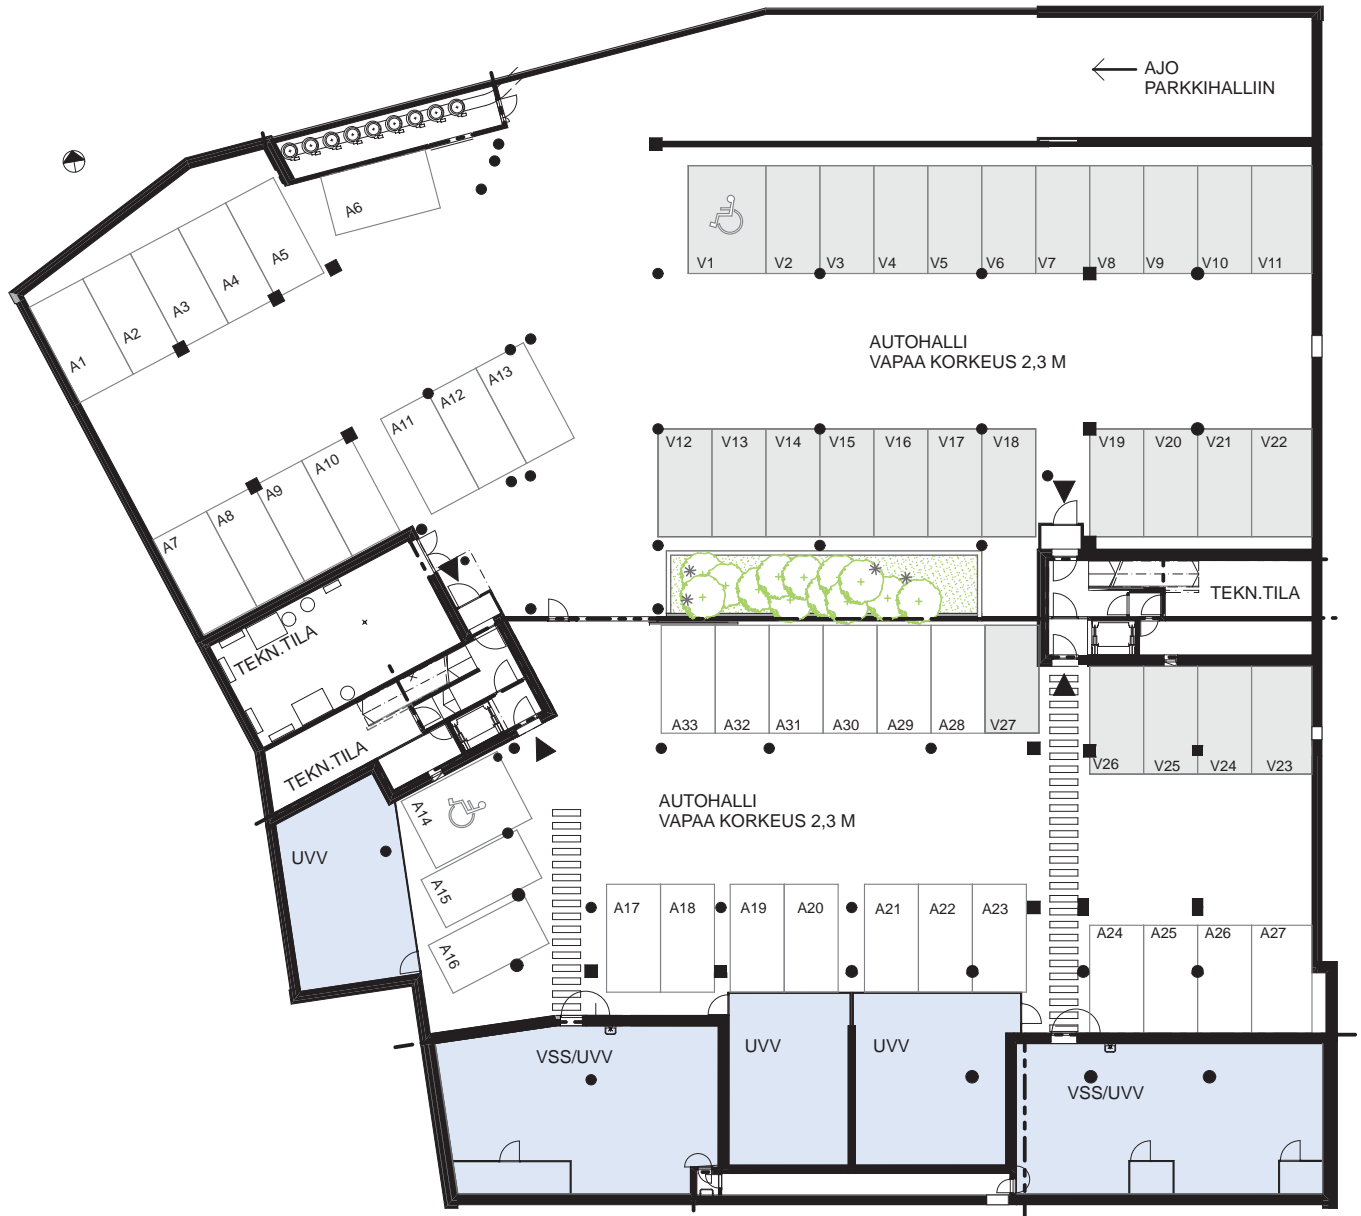 AJO
PARKKIHALLIIN
A6
A5
A4
A3
A2
A1
V1
V2
V3
V4
V5
V6
V7
V8
V9
V10
V11
AUTOHALLI
VAPAA KORKEUS 2,3 M
A13
A12
A11
A10
A9
A8
A7
V12
V13
V14
V15
V16
V17
V18
V19
V20
V21
V22
TEKN.TILA
TEKN.TILA
TEKN.TILA
A33
A32
A31
A30
A29
A28
V27
V26
V25
V24
V23
AUTOHALLI
VAPAA KORKEUS 2,3 M
A14
A15
A16
UVV
A17
A18
A19
A20
A21
A22
A23
A24
A25
A26
A27
VSS/UVV
UVV
UVV
VSS/UVV